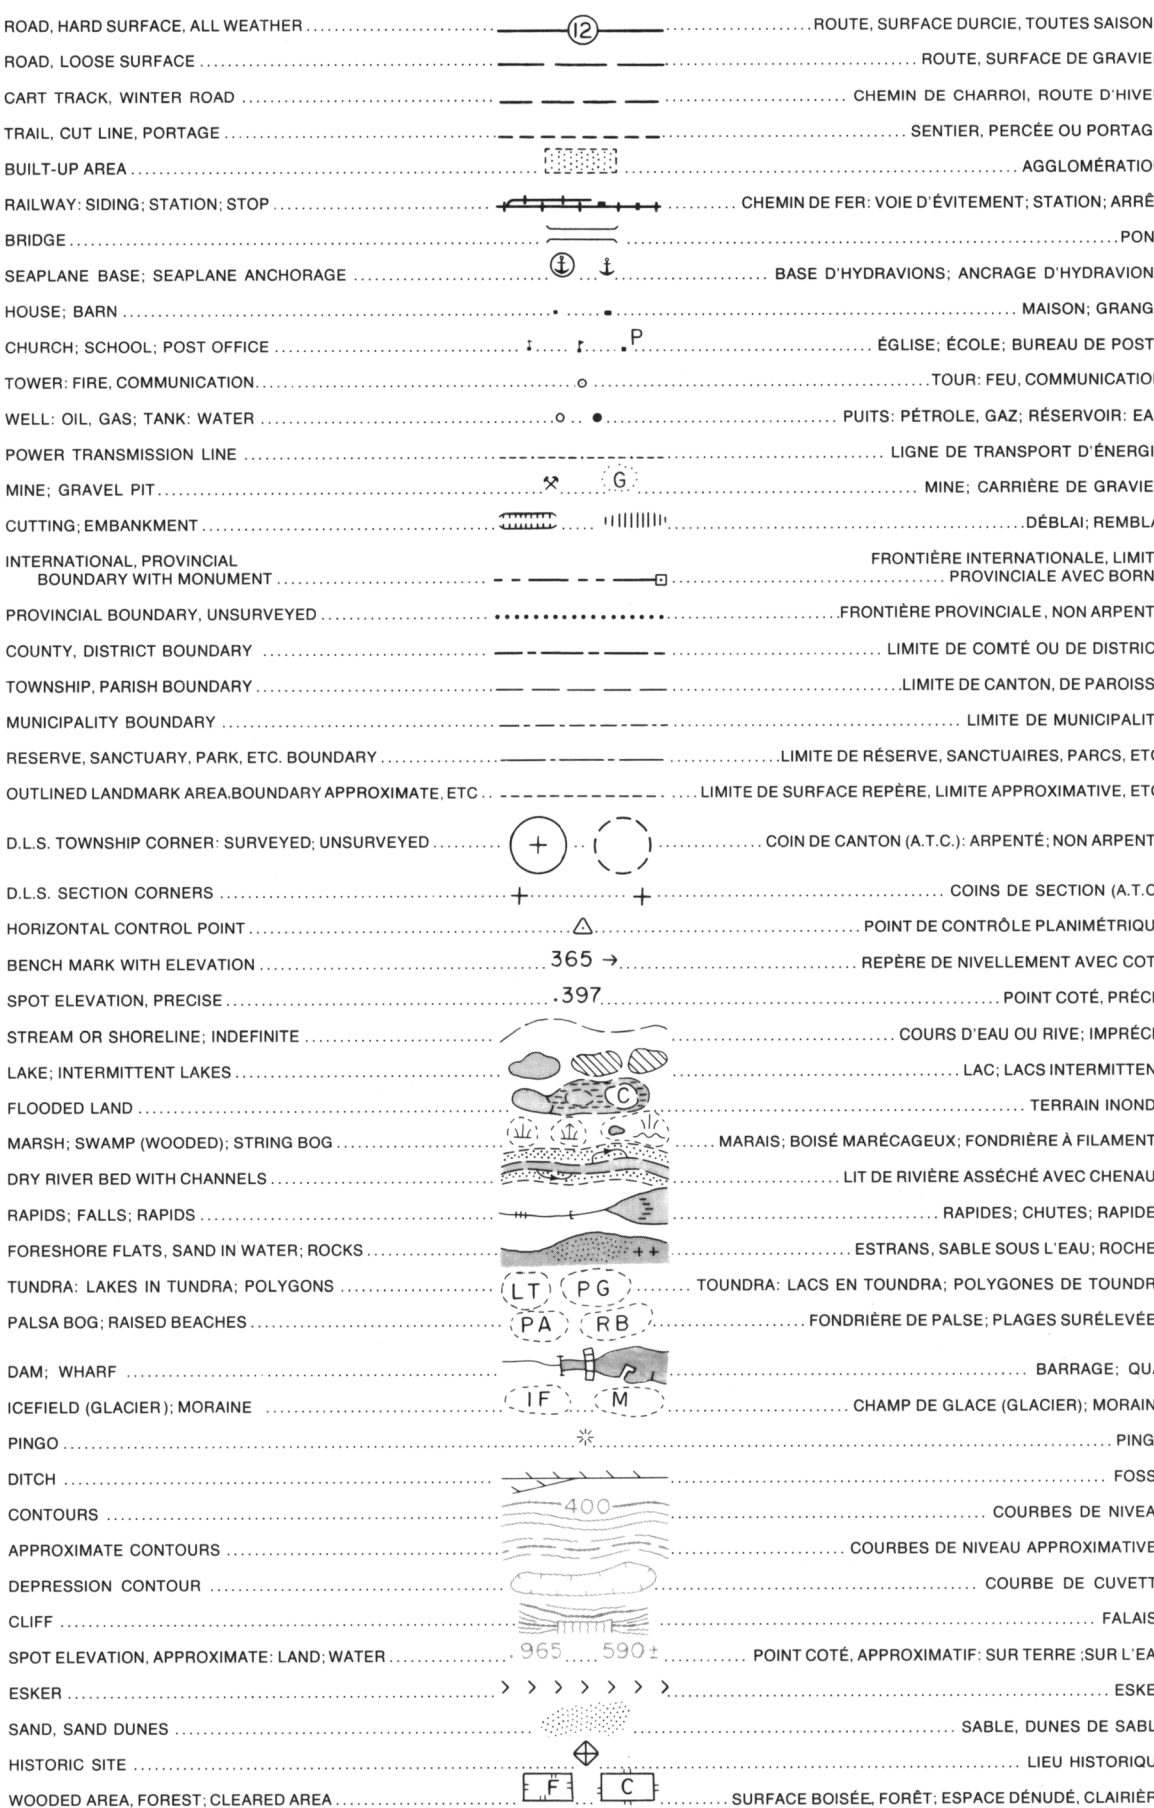 ROAD, HARD SURFACE, ALL WEATHER 12 ROUTE, SURFACE DURCIE, TOUTES SAISON
ROAD, LOOSE SURFACE ROUTE, SURFACE DE GRAVIE
CART TRACK, WINTER ROAD CHEMIN DE CHARROI, ROUTE D'HIVE
TRAIL, CUT LINE, PORTAGE SENTIER, PERCÉE OU PORTAG
BUILT-UP AREA AGGLOMÉRATIO
RAILWAY: SIDING; STATION; STOP CHEMIN DE FER: VOIE D'ÉVITEMENT; STATION; ARRÊ
BRIDGE PON
SEAPLANE BASE; SEAPLANE ANCHORAGE BASE D'HYDRAVIONS; ANCRAGE D'HYDRAVION
HOUSE; BARN MAISON; GRANG
CHURCH; SCHOOL; POST OFFICE P ÉGLISE; ÉCOLE; BUREAU DE POST
TOWER: FIRE, COMMUNICATION TOUR: FEU, COMMUNICATIO
WELL: OIL, GAS; TANK: WATER PUITS: PÉTROLE, GAZ; RÉSERVOIR: EA
POWER TRANSMISSION LINE LIGNE DE TRANSPORT D'ÉNERGI
MINE; GRAVEL PIT G MINE; CARRIÈRE DE GRAVIE
CUTTING; EMBANKMENT DÉBLAI; REMBLA
INTERNATIONAL, PROVINCIAL FRONTIÈRE INTERNATIONALE, LIMIT
BOUNDARY WITH MONUMENT PROVINCIALE AVEC BORN
PROVINCIAL BOUNDARY, UNSURVEYED FRONTIÈRE PROVINCIALE, NON ARPENT
COUNTY, DISTRICT BOUNDARY LIMITE DE COMTÉ OU DE DISTRIC
TOWNSHIP, PARISH BOUNDARY LIMITE DE CANTON, DE PAROISS
MUNICIPALITY BOUNDARY LIMITE DE MUNICIPALIT
RESERVE, SANCTUARY, PARK, ETC. BOUNDARY LIMITE DE RÉSERVE, SANCTUAIRES, PARCS, ETC
OUTLINED LANDMARK AREA, BOUNDARY APPROXIMATE, ETC LIMITE DE SURFACE REPÈRE, LIMITE APPROXIMATIVE, ETC
D.L.S. TOWNSHIP CORNER: SURVEYED; UNSURVEYED COIN DE CANTON (A.T.C.): ARPENTÉ; NON ARPENT
D.L.S. SECTION CORNERS COINS DE SECTION (A.T.C
HORIZONTAL CONTROL POINT POINT DE CONTRÔLE PLANIMÉTRIQU
BENCH MARK WITH ELEVATION 365 → REPÈRE DE NIVELLEMENT AVEC COT
SPOT ELEVATION, PRECISE .397 POINT COTÉ, PRÉCI
STREAM OR SHORELINE; INDEFINITE COURS D'EAU OU RIVE; IMPRÉCI
LAKE; INTERMITTENT LAKES LAC; LACS INTERMITTEN
FLOODED LAND C TERRAIN INOND
MARSH; SWAMP (WOODED); STRING BOG MARAIS; BOISÉ MARÉCAGEUX; FONDRIÈRE À FILAMENT
DRY RIVER BED WITH CHANNELS LIT DE RIVIÈRE ASSÉCHÉ AVEC CHENAU
RAPIDS; FALLS; RAPIDS RAPIDES; CHUTES; RAPIDE
FORESHORE FLATS, SAND IN WATER; ROCKS ESTRANS, SABLE SOUS L'EAU; ROCHE
TUNDRA: LAKES IN TUNDRA; POLYGONS LT PG TOUNDRA: LACS EN TOUNDRA; POLYGONES DE TOUNDR
PALSA BOG; RAISED BEACHES PA RB FONDRIÈRE DE PALSE; PLAGES SURÉLEVÉE
DAM; WHARF BARRAGE; QUA
ICEFIELD (GLACIER); MORAINE IF M CHAMP DE GLACE (GLACIER); MORAIN
PINGO PING
DITCH FOSS
CONTOURS 400 COURBES DE NIVEA
APPROXIMATE CONTOURS COURBES DE NIVEAU APPROXIMATIVE
DEPRESSION CONTOUR COURBE DE CUVETT
CLIFF FALAIS
SPOT ELEVATION, APPROXIMATE: LAND; WATER .965 590± POINT COTÉ, APPROXIMATIF: SUR TERRE ;SUR L'EA
ESKER ESKE
SAND, SAND DUNES SABLE, DUNES DE SABL
HISTORIC SITE LIEU HISTORIQU
WOODED AREA, FOREST; CLEARED AREA F C SURFACE BOISÉE, FORÊT; ESPACE DÉNUDÉ, CLAIRIÈR